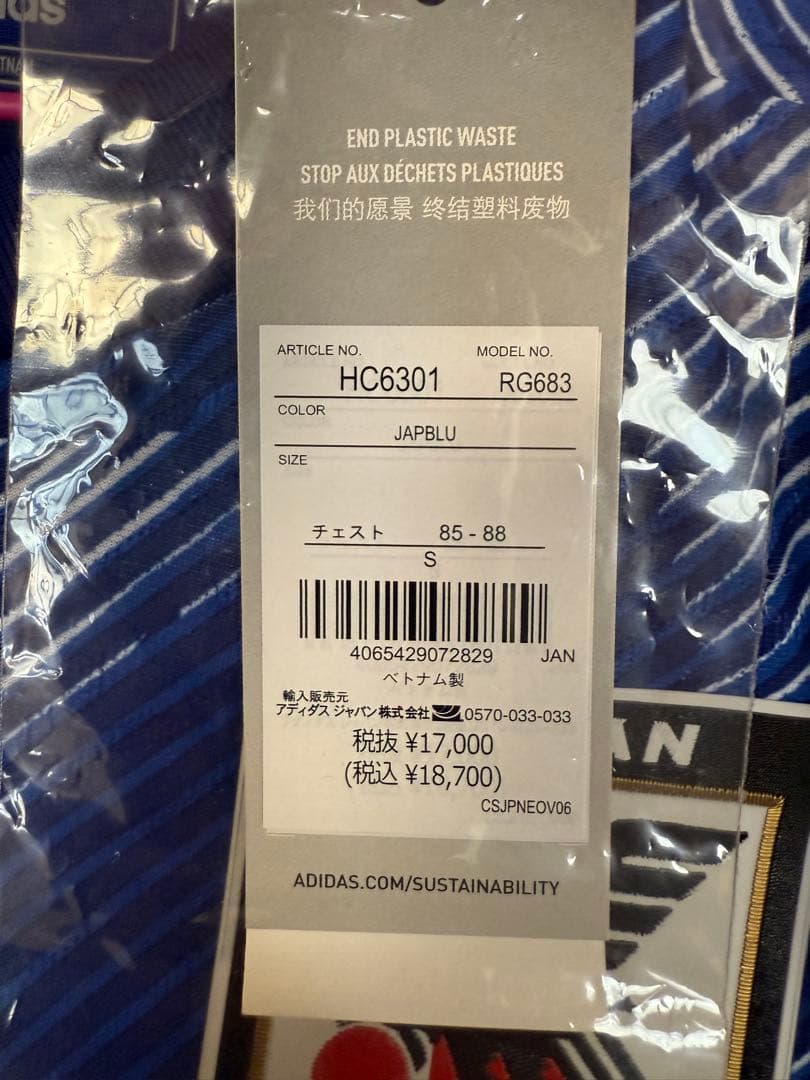 das
TNAM
END PLASTIC WASTE
STOP AUX DÉCHETS PLASTIQUES
我们的愿景 终结塑料废物
ARTICLE NO. MODEL NO.
HC6301 RG683
COLOR
JAPBLU
SIZE
チェスト 85 - 88
S
4065429072829 JAN
ベトナム製
輸入販売元
アディダス ジャパン株式会社 0570-033-033
税抜 ¥17,000
(税込 ¥18,700)
CSJPNEOV06
AN
ADIDAS.COM/SUSTAINABILITY